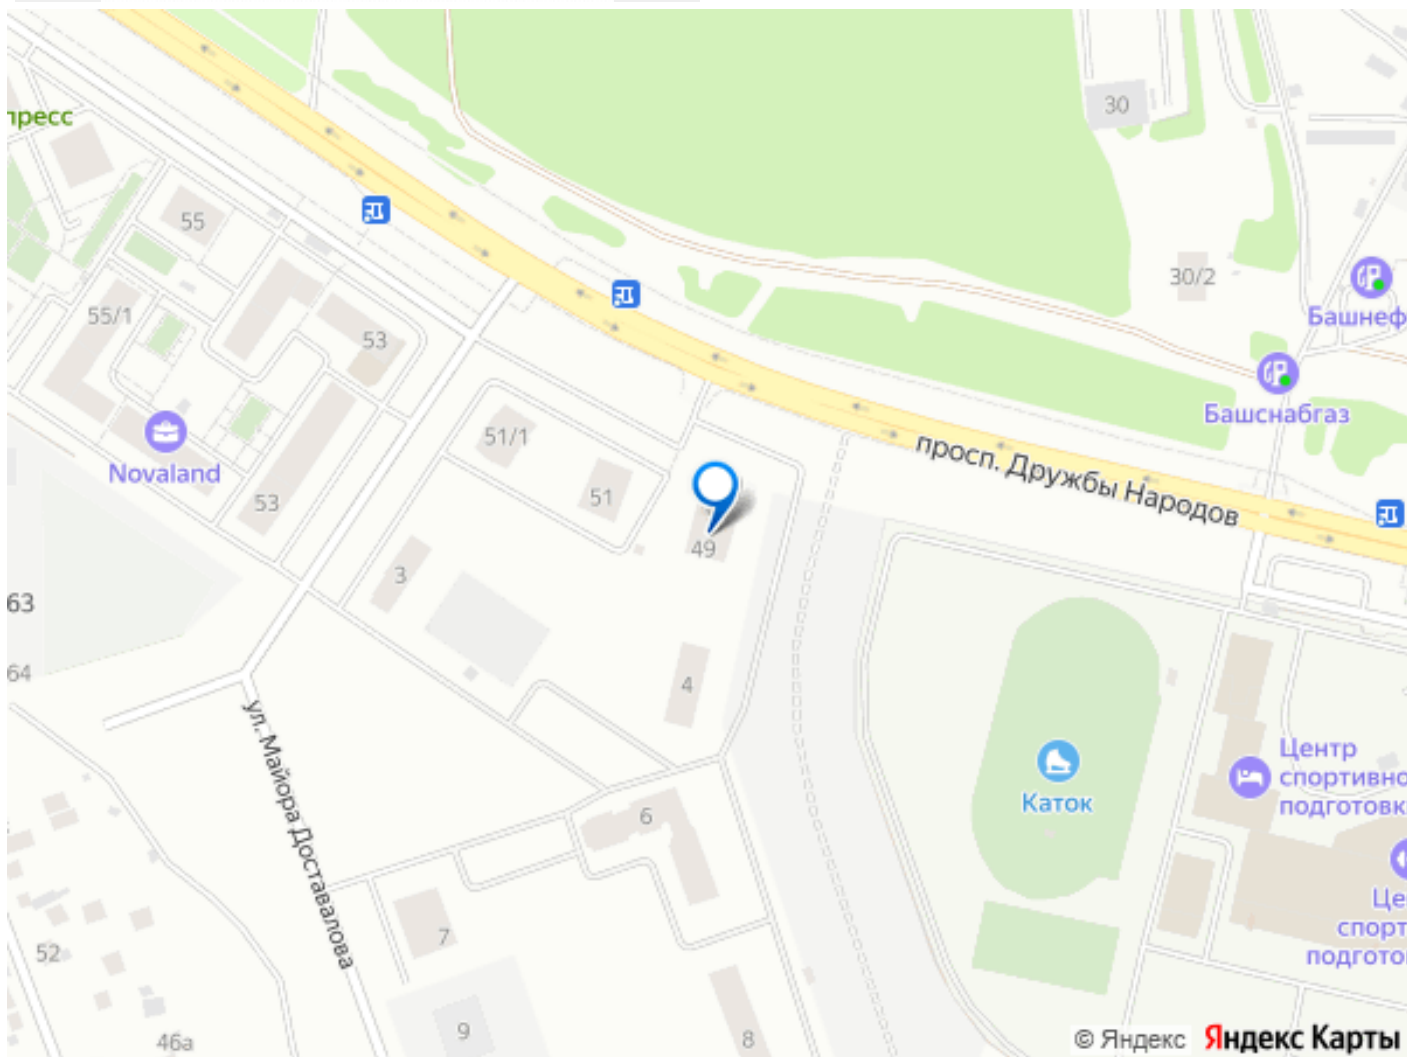 пресс
30
55
30/2
55/1
53
Башнеф
Башснабгаз
51/1
просп. Дружбы Народов
Novaland
53
51
49
3
63
64
4
ул. Майора Доставалова
Центр
спортивно
подготовк
Каток
6
Це
спорт
подгото
7
52
9
8
46а
© Яндекс Яндекс Карты